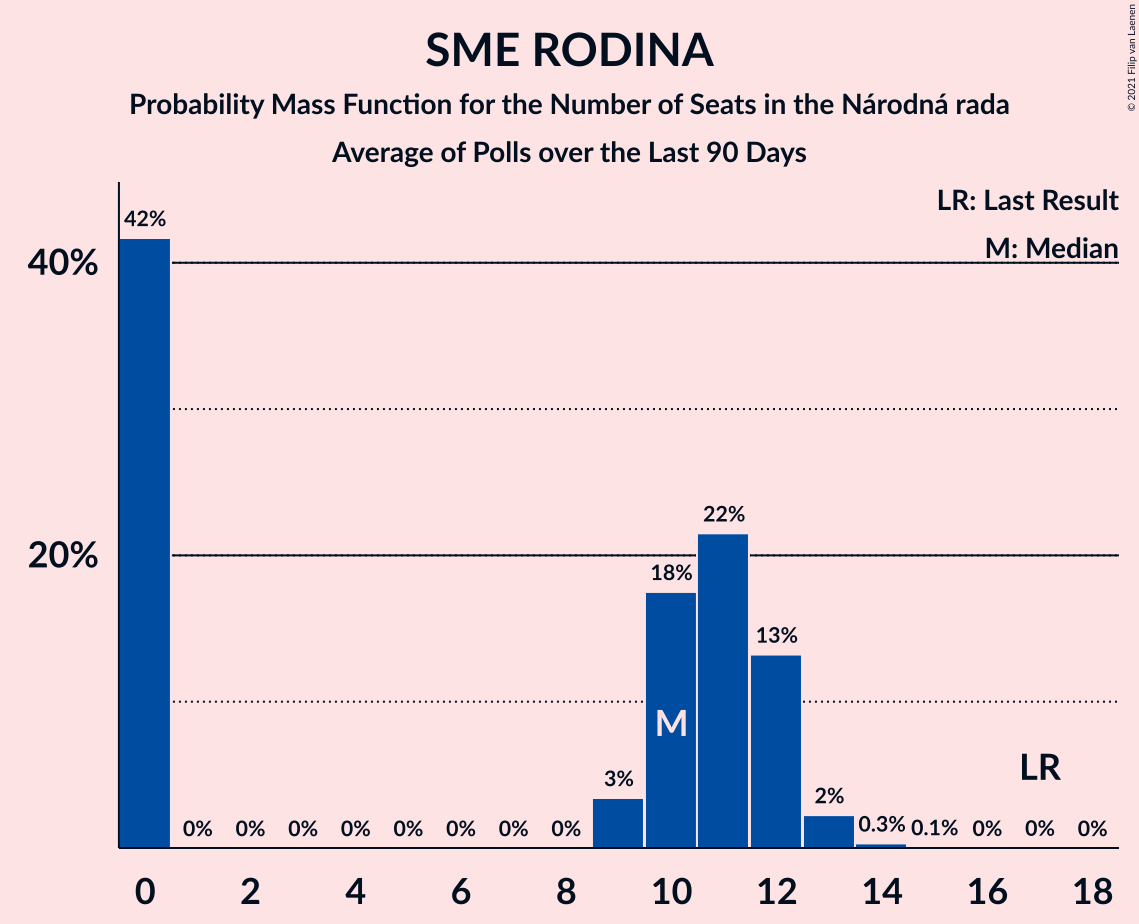 SME RODINA
Probability Mass Function for the Number of Seats in the Národná rada
Average of Polls over the Last 90 Days
© 2021 Filip van Laenen
LR: Last Result
M: Median
42%
40%
22%
20%
18%
13%
M
LR
3%
2%
0% 0% 0% 0% 0% 0% 0% 0% 0.3% 0.1% 0% 0% 0%
0 2 4 6 8 10 12 14 16 18